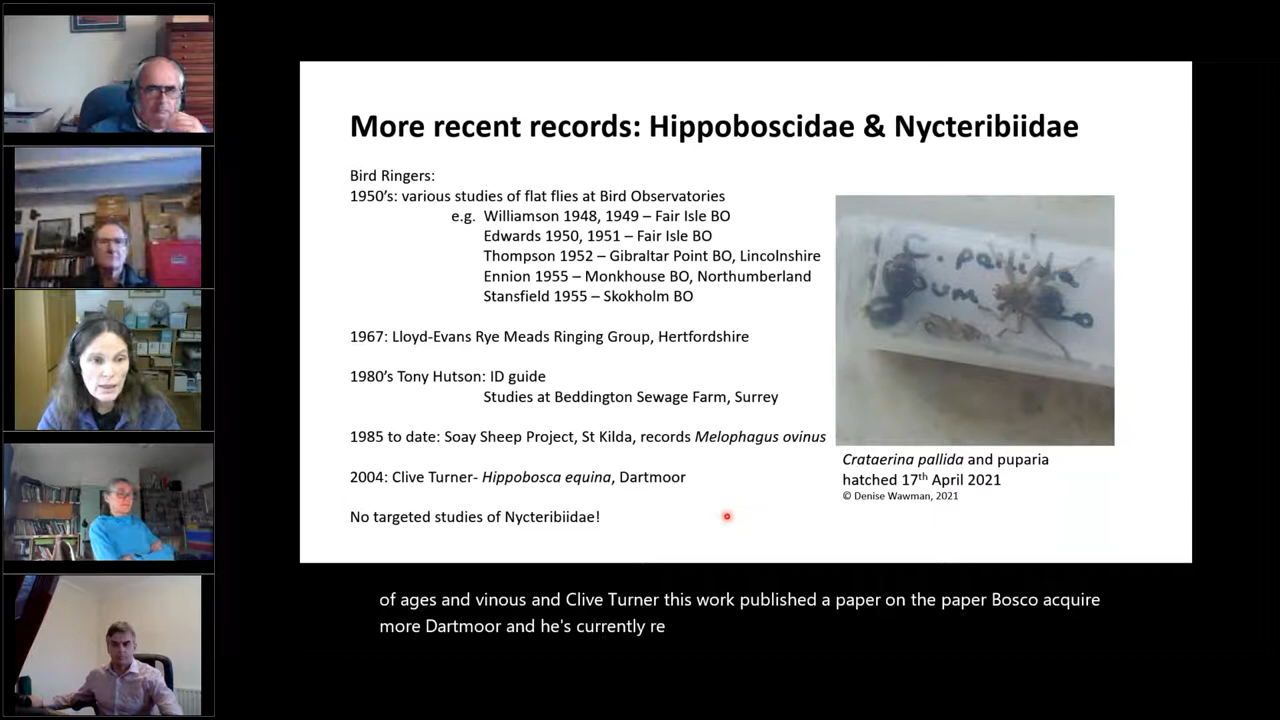 More recent records: Hippoboscidae & Nycteribiidae
Bird Ringers:
1950's: various studies of flat flies at Bird Observatories
e.g. Williamson 1948, 1949 – Fair Isle BO
Edwards 1950, 1951 – Fair Isle BO
Thompson 1952 – Gibraltar Point BO, Lincolnshire
Ennion 1955 – Monkhouse BO, Northumberland
Stansfield 1955 – Skokholm BO
1967: Lloyd-Evans Rye Meads Ringing Group, Hertfordshire
1980's Tony Hutson: ID guide
Studies at Beddington Sewage Farm, Surrey
1985 to date: Soay Sheep Project, St Kilda, records Melophagus ovinus
2004: Clive Turner- Hippobosca equina, Dartmoor
No targeted studies of Nycteribiidae!
C. pallida
Crataerina pallida and puparia
hatched 17th April 2021
© Denise Wawman, 2021
of ages and vinous and Clive Turner this work published a paper on the paper Bosco acquire
more Dartmoor and he's currently re